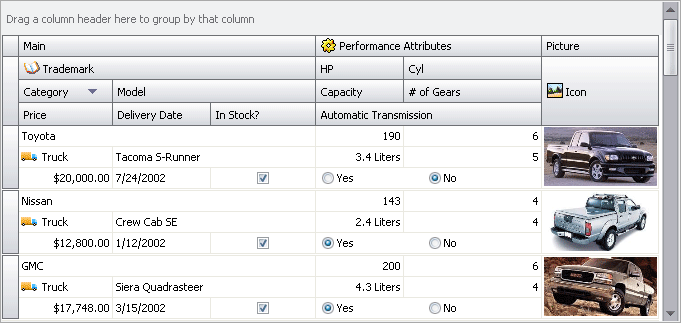 Drag a column header here to group by that column
Main Performance Attributes Picture
Trademark HP Cyl
Category Model Capacity # of Gears Icon
Price Delivery Date In Stock? Automatic Transmission
Toyota 190 6
Truck Tacoma S-Runner 3.4 Liters 5
$20,000.00 7/24/2002 Yes No
Nissan 143 4
Truck Crew Cab SE 2.4 Liters 4
$12,800.00 1/12/2002 Yes No
GMC 200 6
Truck Siera Quadrasteer 4.3 Liters 4
$17,748.00 3/15/2002 Yes No